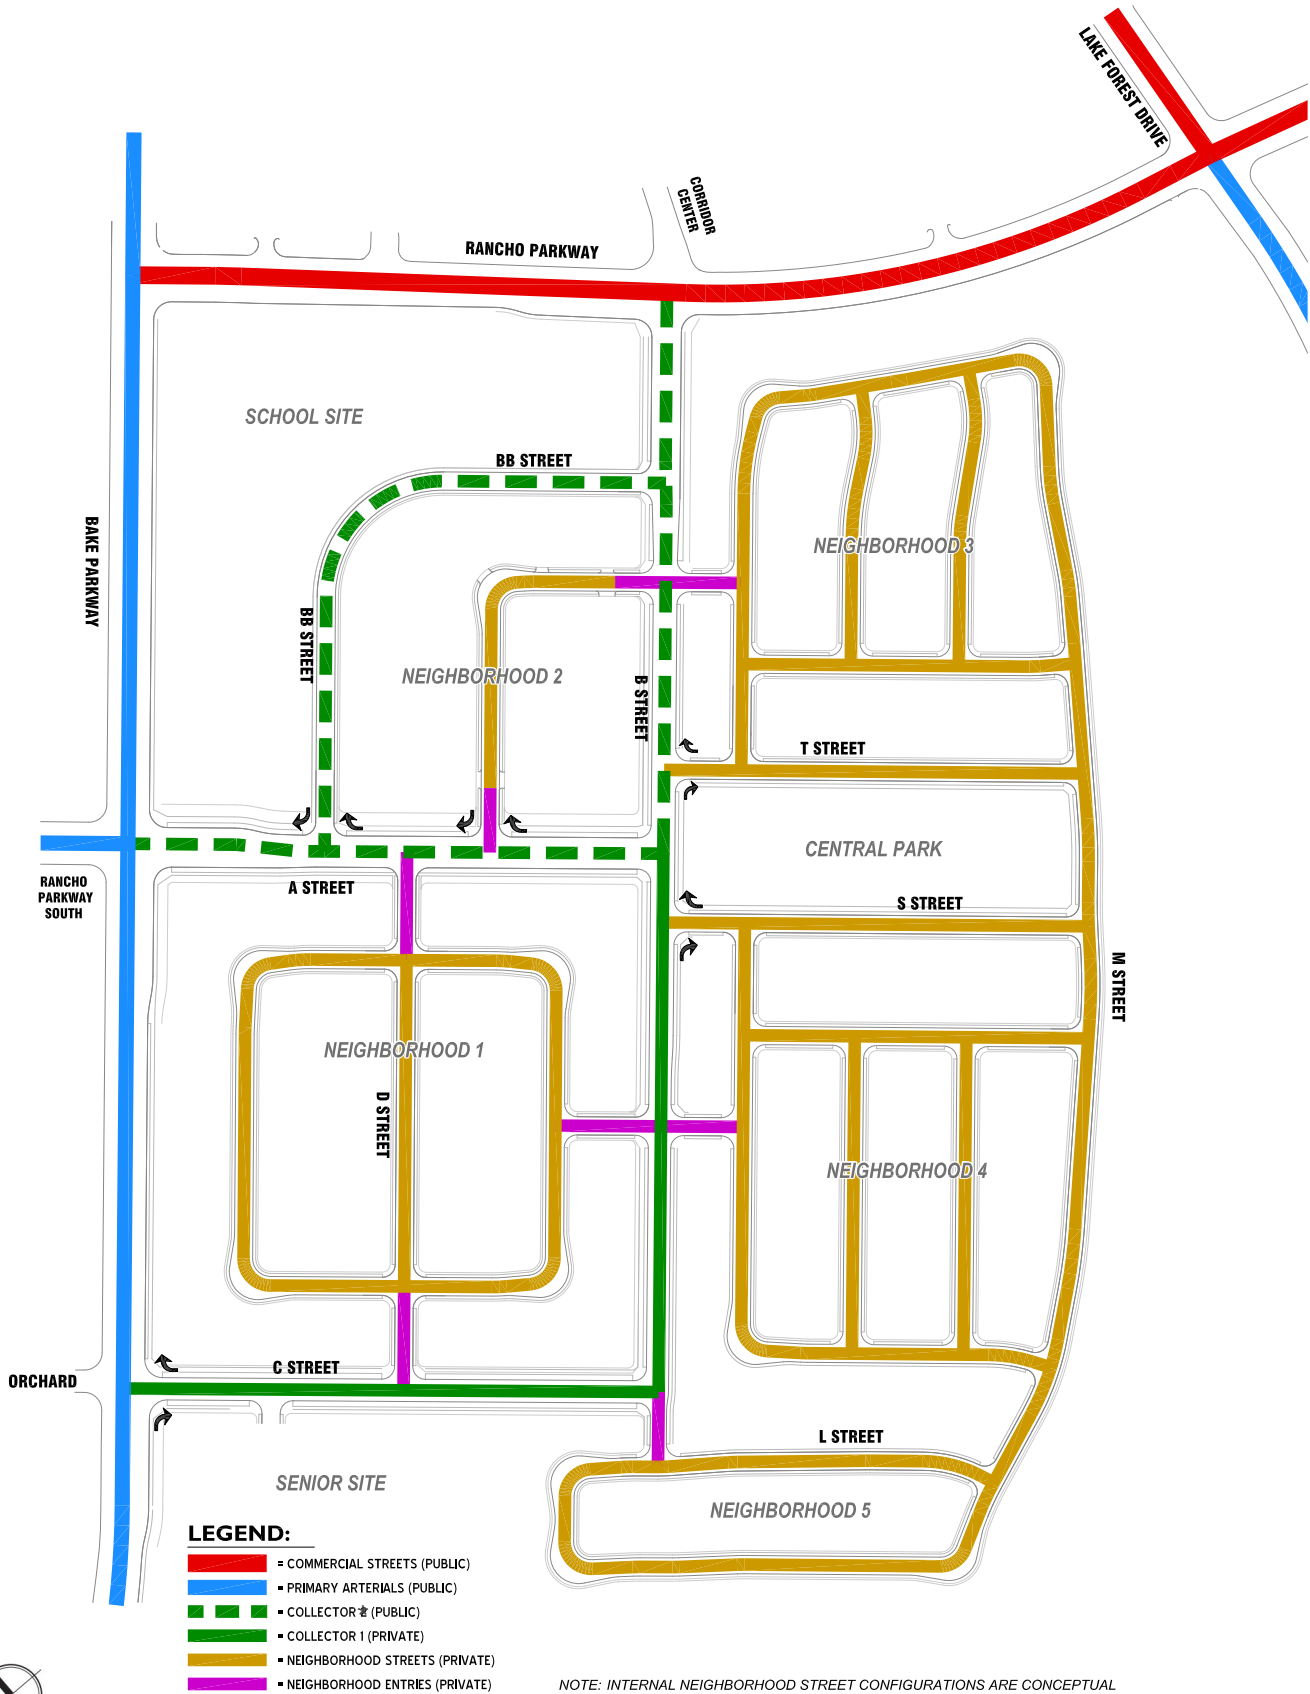 LAKE FOREST DRIVE
CORRIDOR
CENTER
RANCHO PARKWAY
SCHOOL SITE
BB STREET
BAKE PARKWAY
NEIGHBORHOOD 3
BB STREET
NEIGHBORHOOD 2
B STREET
T STREET
CENTRAL PARK
RANCHO
PARKWAY
SOUTH
A STREET
S STREET
M STREET
NEIGHBORHOOD 1
D STREET
NEIGHBORHOOD 4
C STREET
ORCHARD
L STREET
SENIOR SITE
NEIGHBORHOOD 5
LEGEND:
= COMMERCIAL STREETS (PUBLIC)
= PRIMARY ARTERIALS (PUBLIC)
= COLLECTOR (PUBLIC)
= COLLECTOR 1 (PRIVATE)
= NEIGHBORHOOD STREETS (PRIVATE)
= NEIGHBORHOOD ENTRIES (PRIVATE)
NOTE: INTERNAL NEIGHBORHOOD STREET CONFIGURATIONS ARE CONCEPTUAL